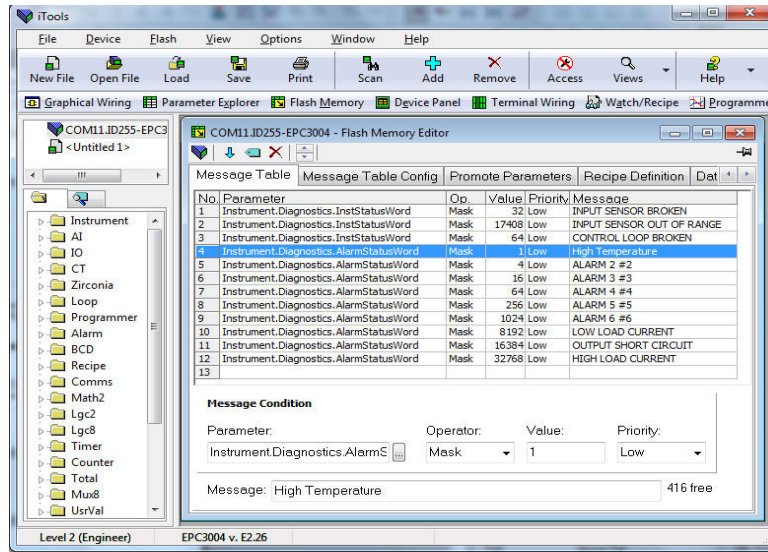 iTools
File Device Flash View Options Window Help
New File Open File Load Save Print Scan Add Remove Access Views Help
Graphical Wiring Parameter Explorer Flash Memory Device Panel Terminal Wiring Watch/Recipe Programme
COM11.ID255-EPC3
<Untitled 1>
COM11.ID255-EPC3004 - Flash Memory Editor
Message Table Message Table Config Promote Parameters Recipe Definition Dat
Instrument
AI
IO
CT
Zirconia
Loop
Programmer
Alarm
BCD
Recipe
Comms
Math2
Lgc2
Lgc8
Timer
Counter
Total
Mux8
UsrVal
No. Parameter Op. Value Priority Message
1 Instrument.Diagnostics.InstStatusWord Mask 32 Low INPUT SENSOR BROKEN
2 Instrument.Diagnostics.InstStatusWord Mask 17408 Low INPUT SENSOR OUT OF RANGE
3 Instrument.Diagnostics.InstStatusWord Mask 64 Low CONTROL LOOP BROKEN
4 Instrument.Diagnostics.AlarmStatusWord Mask 1 Low High Temperature
5 Instrument.Diagnostics.AlarmStatusWord Mask 4 Low ALARM 2 #2
6 Instrument.Diagnostics.AlarmStatusWord Mask 16 Low ALARM 3 #3
7 Instrument.Diagnostics.AlarmStatusWord Mask 64 Low ALARM 4 #4
8 Instrument.Diagnostics.AlarmStatusWord Mask 256 Low ALARM 5 #5
9 Instrument.Diagnostics.AlarmStatusWord Mask 1024 Low ALARM 6 #6
10 Instrument.Diagnostics.AlarmStatusWord Mask 8192 Low LOW LOAD CURRENT
11 Instrument.Diagnostics.AlarmStatusWord Mask 16384 Low OUTPUT SHORT CIRCUIT
12 Instrument.Diagnostics.AlarmStatusWord Mask 32768 Low HIGH LOAD CURRENT
13
Message Condition
Parameter: Operator: Value: Priority:
Instrument.Diagnostics.AlarmS ... Mask 1 Low
Message: High Temperature 416 free
Level 2 (Engineer) EPC3004 v. E2.26